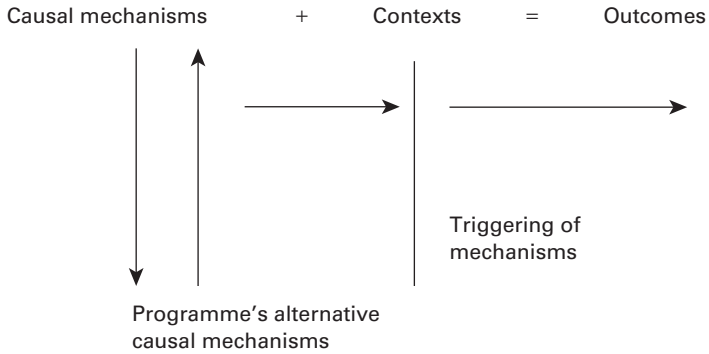 Causal mechanisms + Contexts = Outcomes
Triggering of
mechanisms
Programme's alternative
causal mechanisms